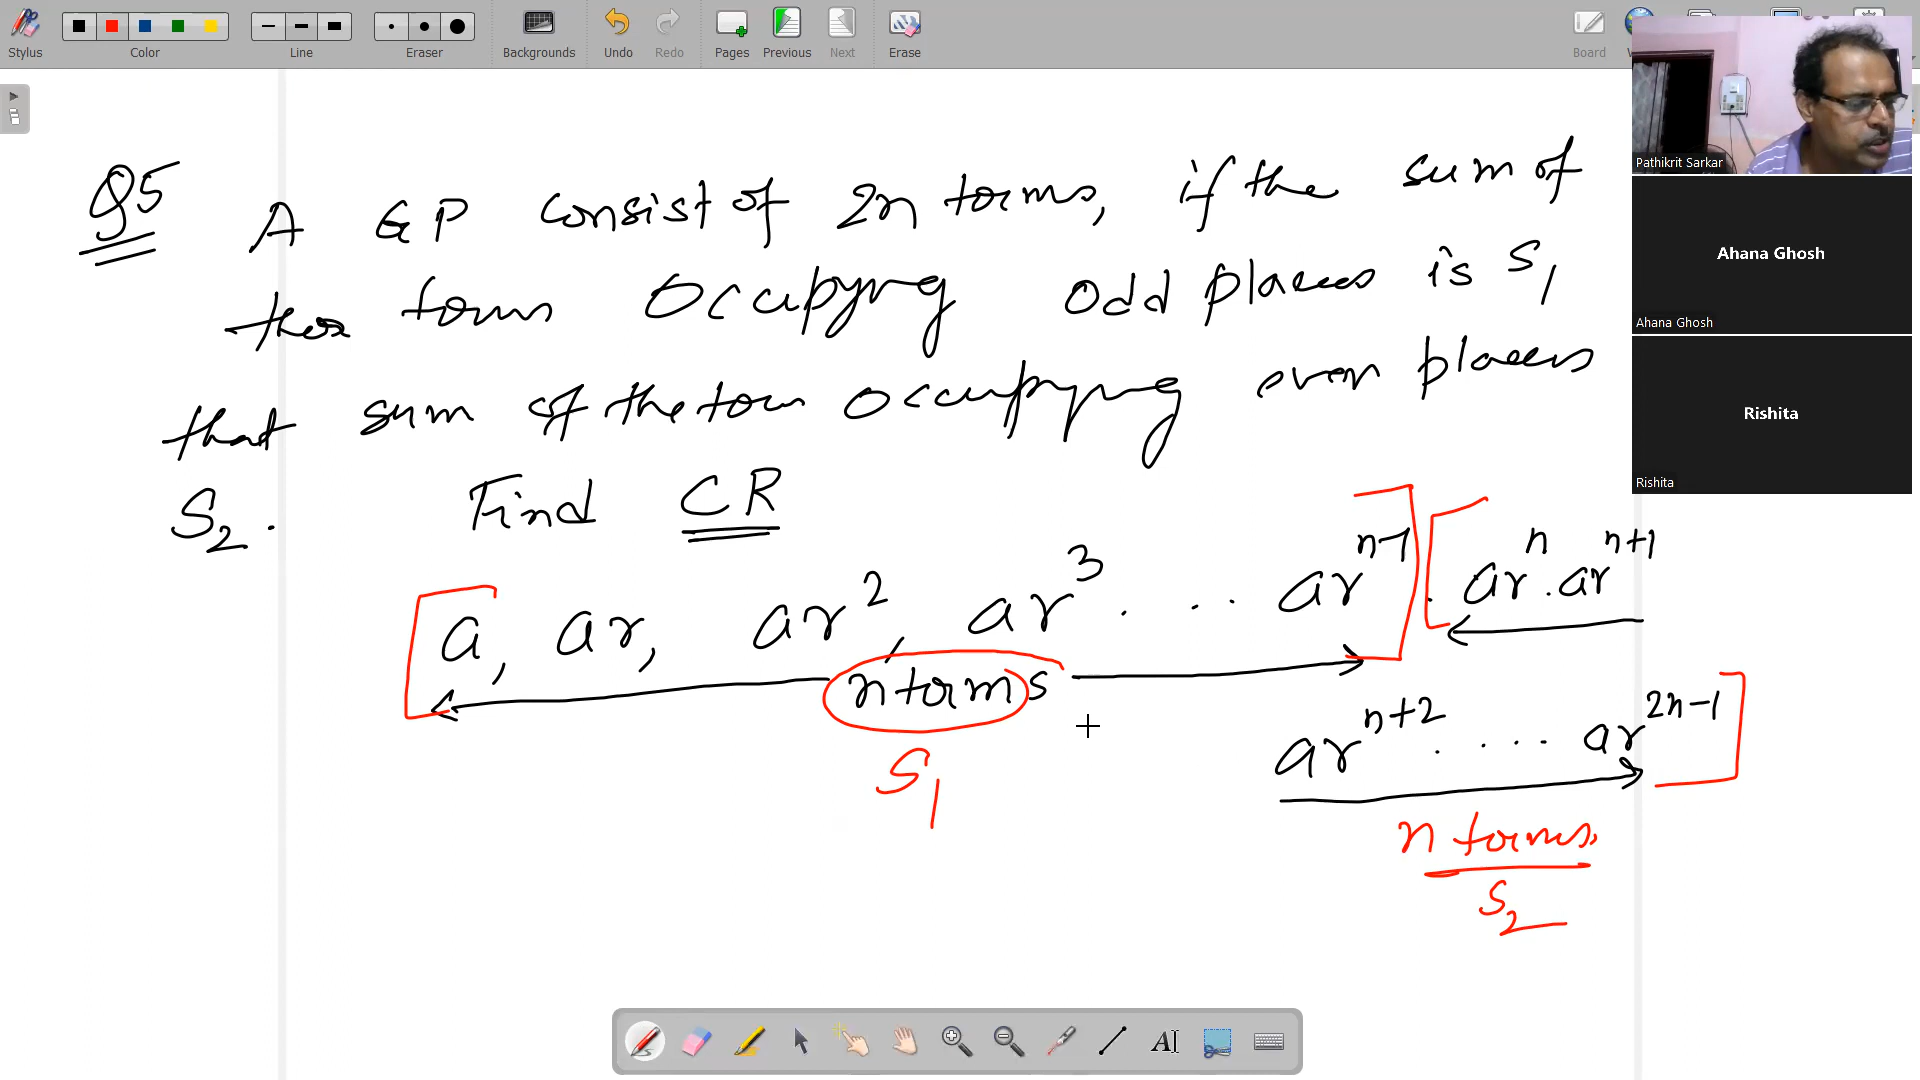 Stylus Color Line Eraser Backgrounds Undo Redo Pages Previous Next Erase Board
Pathikrit Sarkar
Ahana Ghosh
Ahana Ghosh
Rishita
Rishita
Q5 A GP consist of 2n terms, if the sum of
the terms occupying odd places is S₁
that sum of the term occupying even places
S₂. Find CR
a, ar, ar², ar³ . . . arⁿ⁻¹ . arⁿ . arⁿ⁺¹
n terms
S₁
arⁿ⁺² . . . . . ar²ⁿ⁻¹
n terms.
S₂